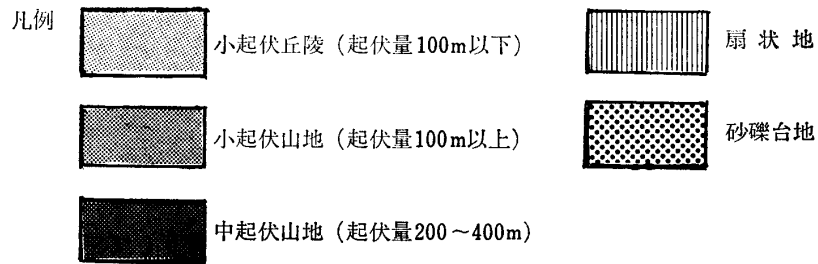 凡例
小起伏丘陵（起伏量100m以下）
小起伏山地（起伏量100m以上）
中起伏山地（起伏量200～400m）
扇状地
砂礫台地